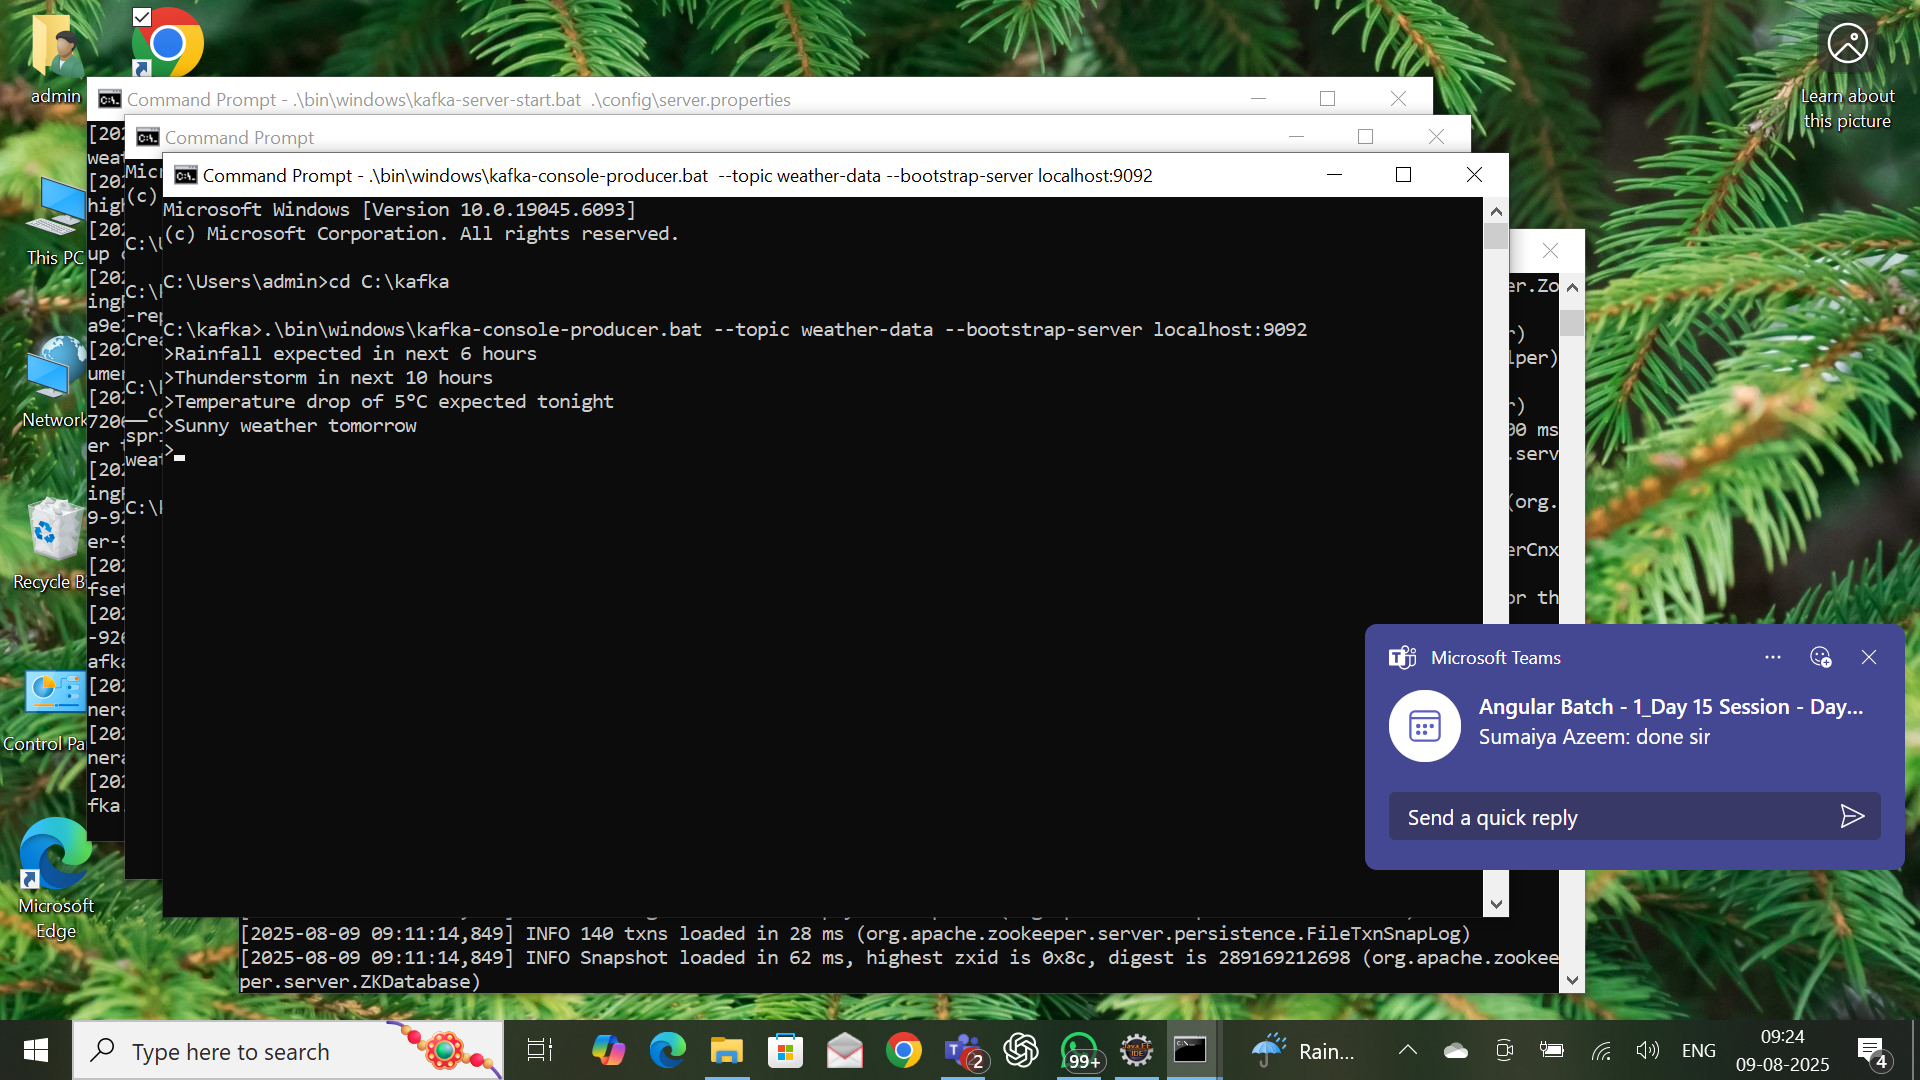 admin
Learn about
this picture
This PC
Network
Recycle Bi
Control Pa
Microsoft
Edge
Command Prompt - .\bin\windows\kafka-server-start.bat .\config\server.properties
Command Prompt
Command Prompt - .\bin\windows\kafka-console-producer.bat --topic weather-data --bootstrap-server localhost:9092
Microsoft Windows [Version 10.0.19045.6093]
(c) Microsoft Corporation. All rights reserved.
C:\Users\admin>cd C:\kafka
C:\kafka>.\bin\windows\kafka-console-producer.bat --topic weather-data --bootstrap-server localhost:9092
>Rainfall expected in next 6 hours
>Thunderstorm in next 10 hours
>Temperature drop of 5°C expected tonight
>Sunny weather tomorrow
>
Microsoft Teams
Angular Batch - 1_Day 15 Session - Day...
Sumaiya Azeem: done sir
Send a quick reply
[2025-08-09 09:11:14,849] INFO 140 txns loaded in 28 ms (org.apache.zookeeper.server.persistence.FileTxnSnapLog)
[2025-08-09 09:11:14,849] INFO Snapshot loaded in 62 ms, highest zxid is 0x8c, digest is 289169212698 (org.apache.zookee
per.server.ZKDatabase)
Type here to search
2
99+
Java EE
IDE
Rain...
ENG
09:24
09-08-2025
4